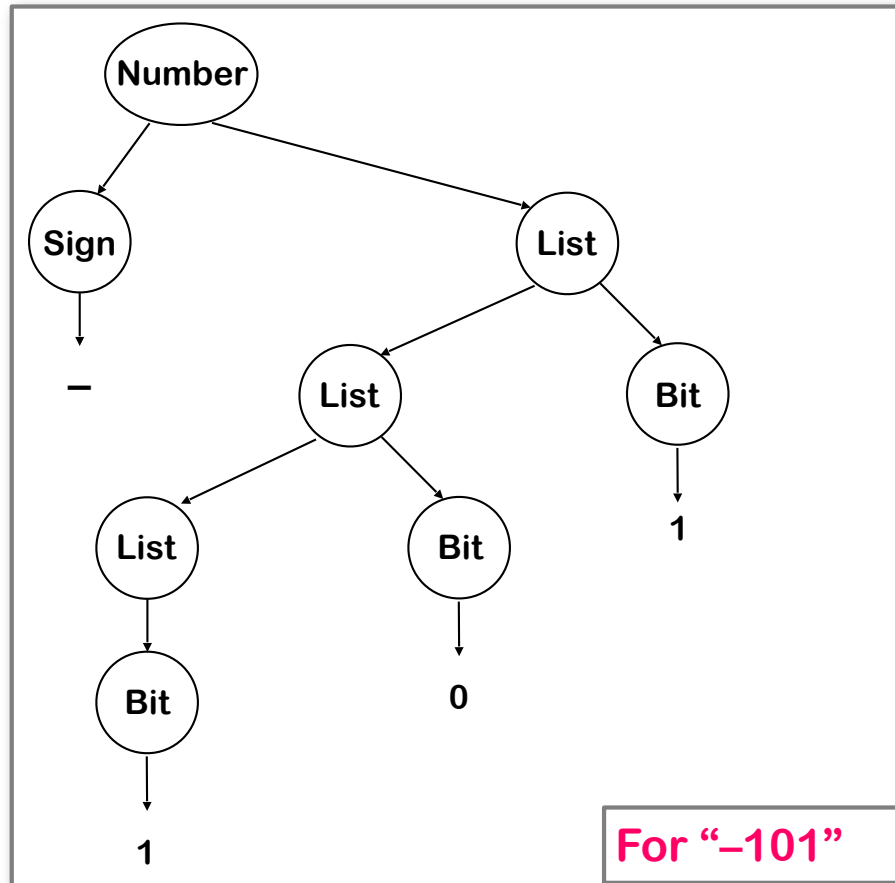 Number
Sign
List
–
List
Bit
List
Bit
1
Bit
0
1
For “–101”